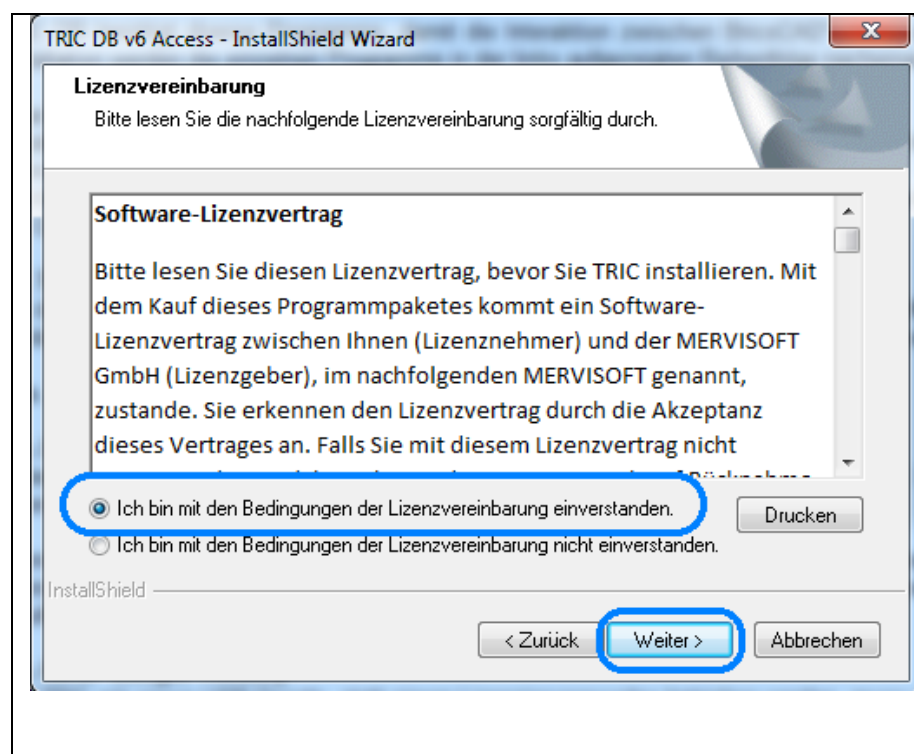 TRIC DB v6 Access - InstallShield Wizard
Lizenzvereinbarung
Bitte lesen Sie die nachfolgende Lizenzvereinbarung sorgfältig durch.
Software-Lizenzvertrag
Bitte lesen Sie diesen Lizenzvertrag, bevor Sie TRIC installieren. Mit
dem Kauf dieses Programmpaketes kommt ein Software-
Lizenzvertrag zwischen Ihnen (Lizenznehmer) und der MERVISOFT
GmbH (Lizenzgeber), im nachfolgenden MERVISOFT genannt,
zustande. Sie erkennen den Lizenzvertrag durch die Akzeptanz
dieses Vertrages an. Falls Sie mit diesem Lizenzvertrag nicht
Ich bin mit den Bedingungen der Lizenzvereinbarung einverstanden.
Drucken
Ich bin mit den Bedingungen der Lizenzvereinbarung nicht einverstanden.
InstallShield
< Zurück
Weiter >
Abbrechen